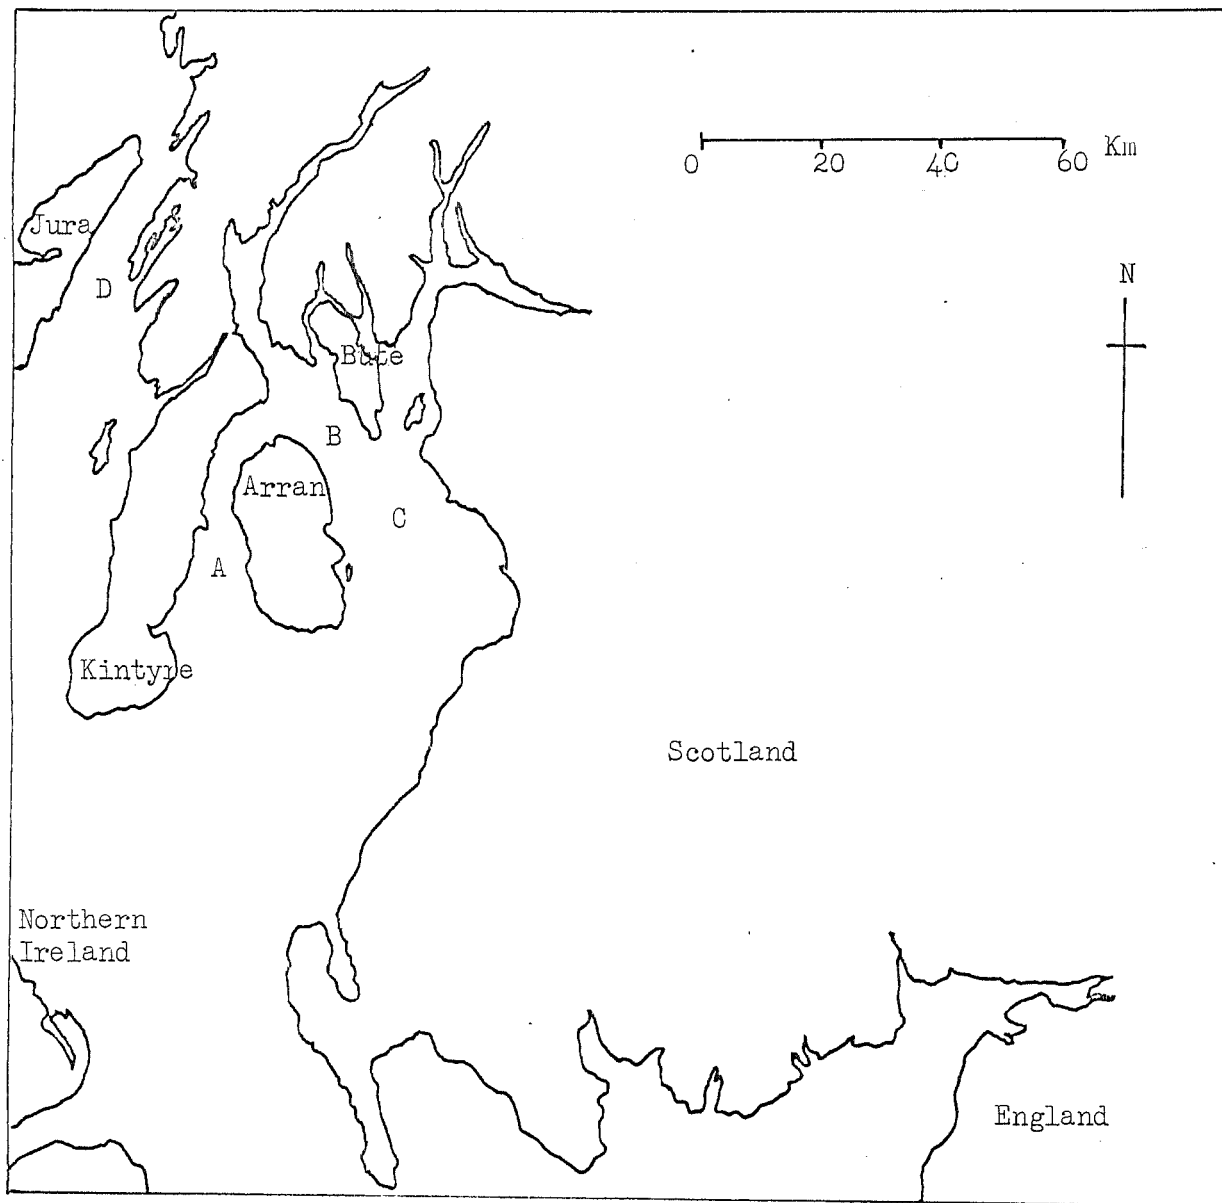 0 20 40 60 Km
Jura
N
D
Bute
B
Arran
C
A
Kintyre
Scotland
Northern
Ireland
England